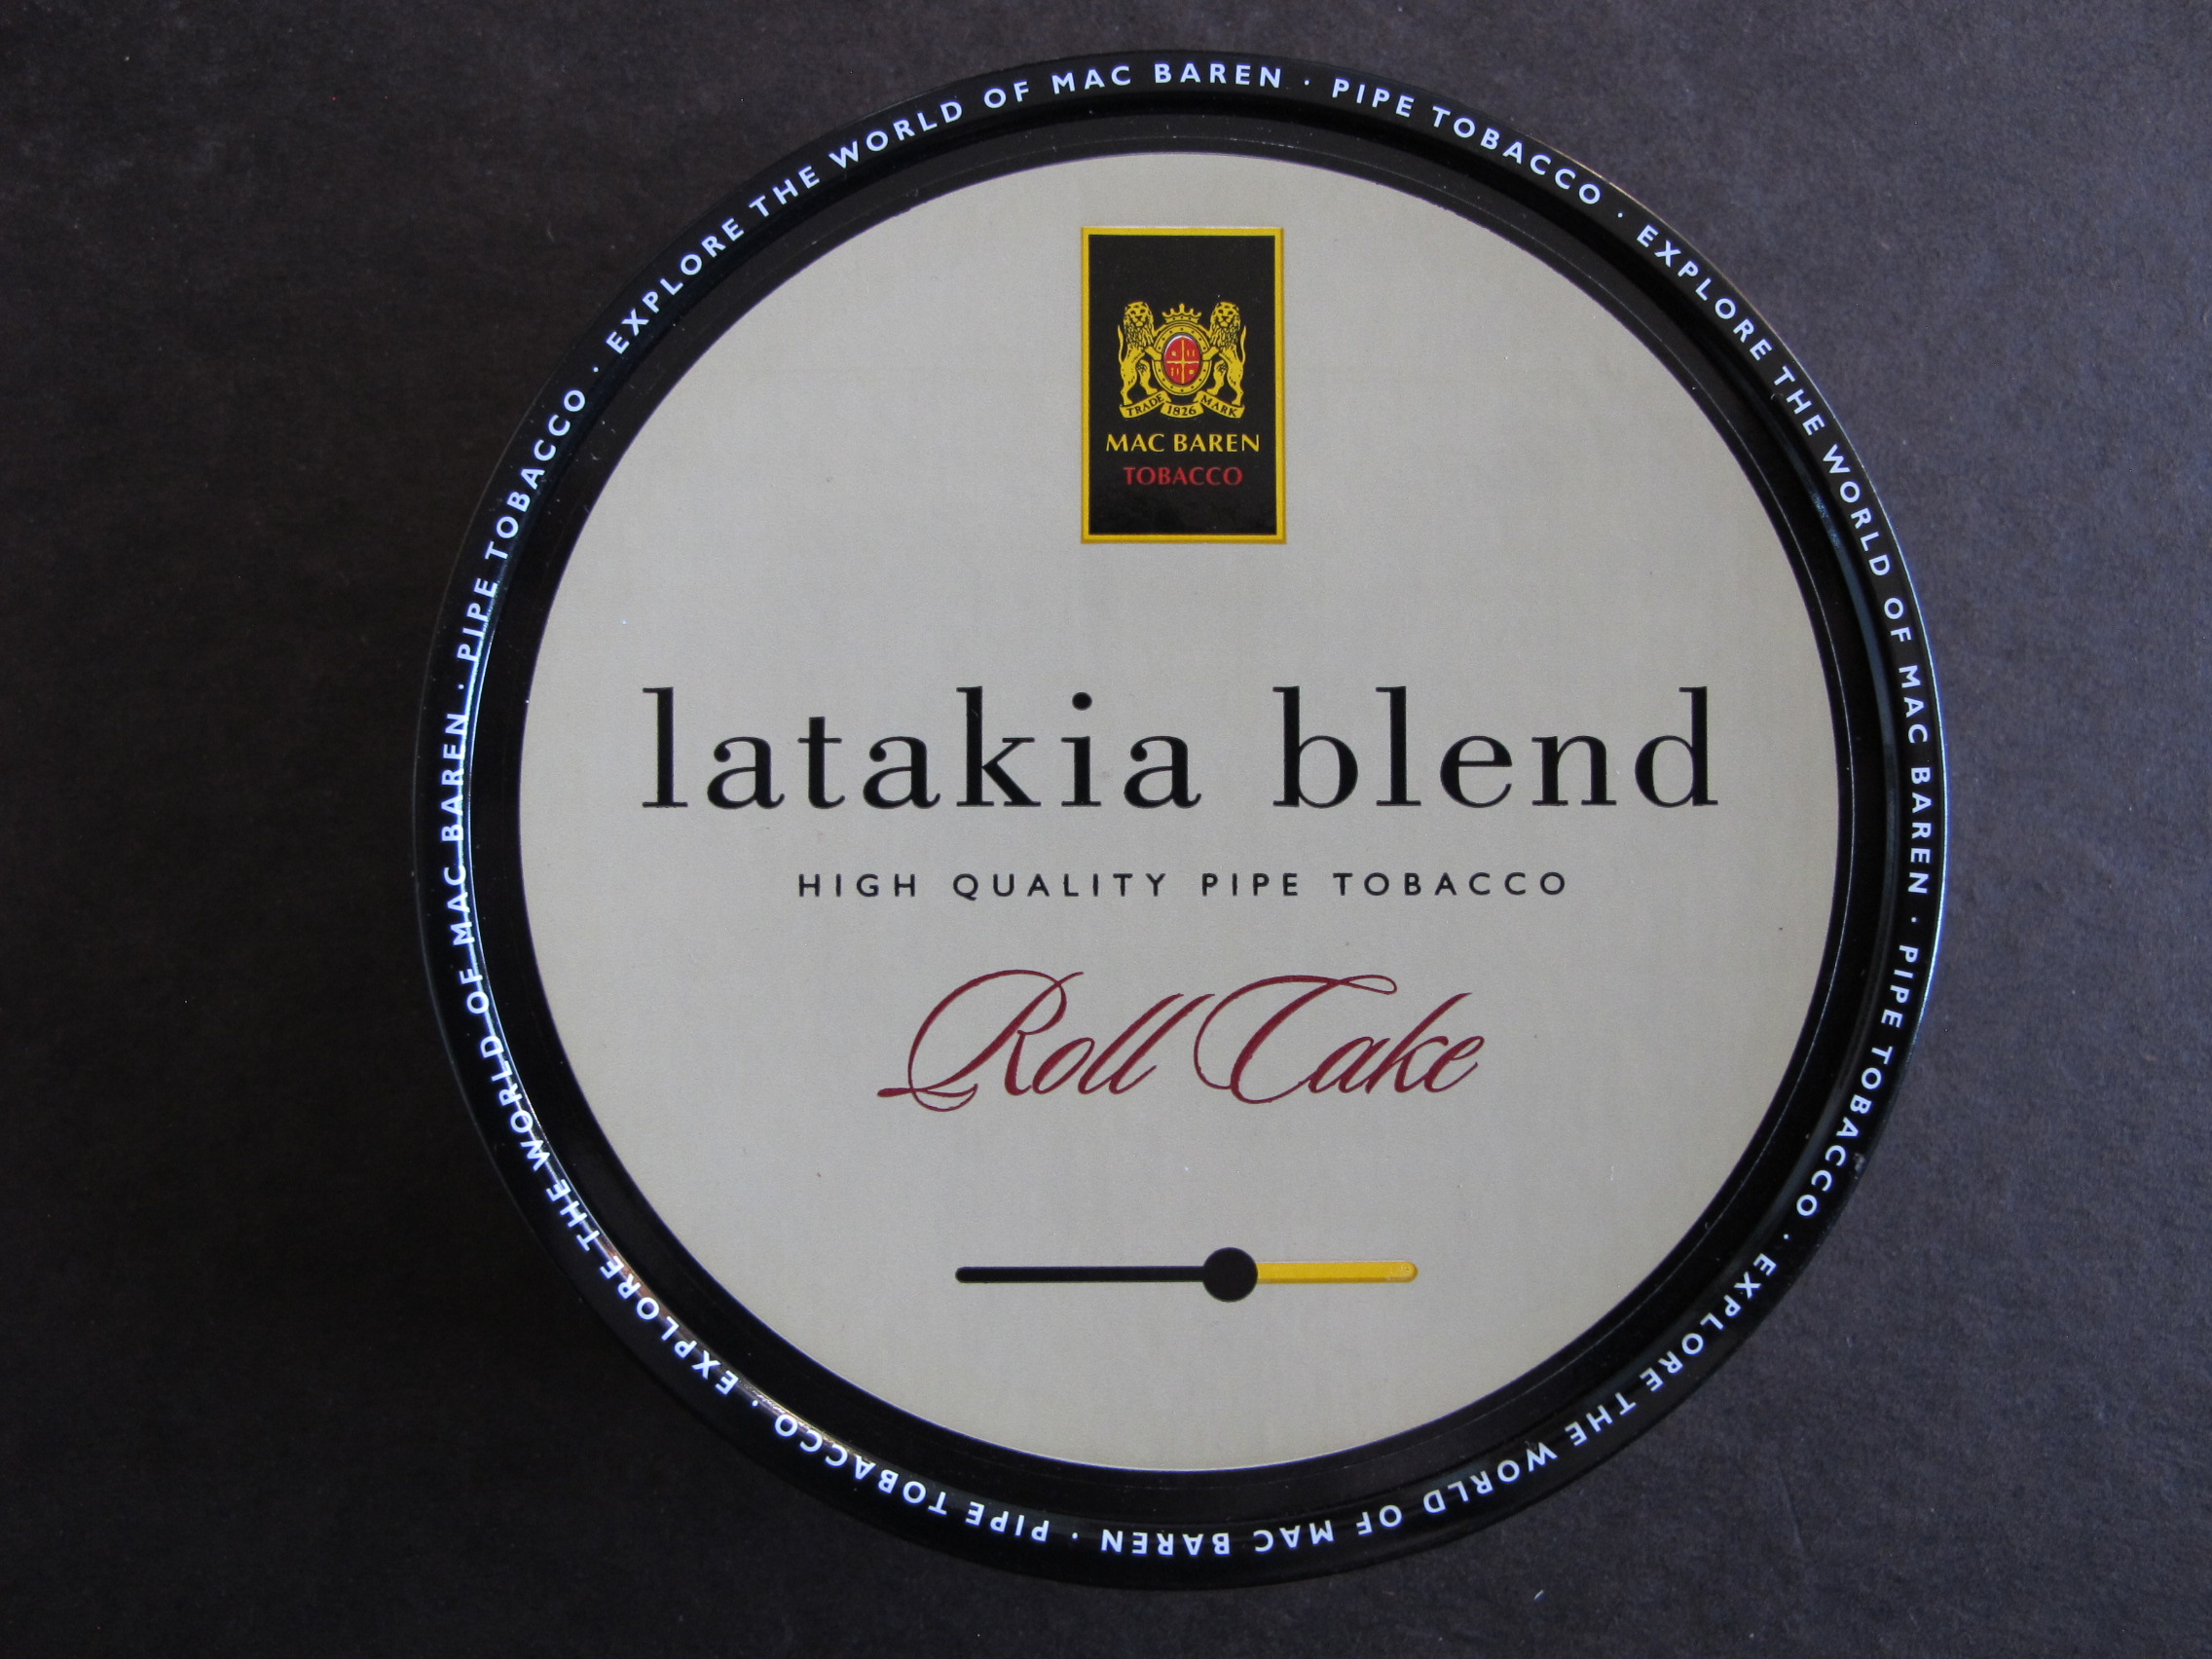 EXPLORE THE WORLD OF MAC BAREN · PIPE TOBACCO · EXPLORE THE WORLD OF MAC BAREN · PIPE TOBACCO · EXPLORE THE WORLD OF MAC BAREN · PIPE TOBACCO · EXPLORE THE WORLD OF MAC BAREN · PIPE TOBACCO ·
TRADE 1826 MARK
MAC BAREN
TOBACCO
latakia blend
HIGH QUALITY PIPE TOBACCO
Roll Cake